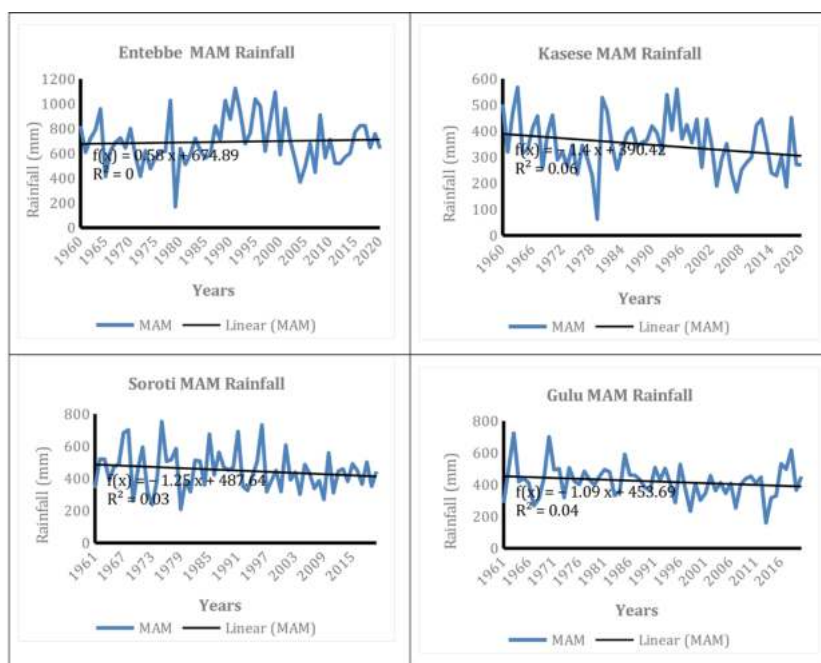 Entebbe MAM Rainfall
1200
1000
800
600
400
200
0
Rainfall (mm)
f(x) = 0.58 x + 674.89
R² = 0
1960
1965
1970
1975
1980
1985
1990
1995
2000
2005
2010
2015
2020
Years
MAM
Linear (MAM)
Kasese MAM Rainfall
600
500
400
300
200
100
0
Rainfall (mm)
f(x) = − 1.4 x + 390.42
R² = 0.06
1960
1966
1972
1978
1984
1990
1996
2002
2008
2014
2020
Years
MAM
Linear (MAM)
Soroti MAM Rainfall
800
600
400
200
0
Rainfall (mm)
f(x) = − 1.25 x + 487.64
R² = 0.03
1961
1967
1973
1979
1985
1991
1997
2003
2009
2015
Years
MAM
Linear (MAM)
Gulu MAM Rainfall
800
600
400
200
0
Rainfall (mm)
f(x) = − 1.09 x + 453.69
R² = 0.04
1961
1966
1971
1976
1981
1986
1991
1996
2001
2006
2011
2016
Years
MAM
Linear (MAM)